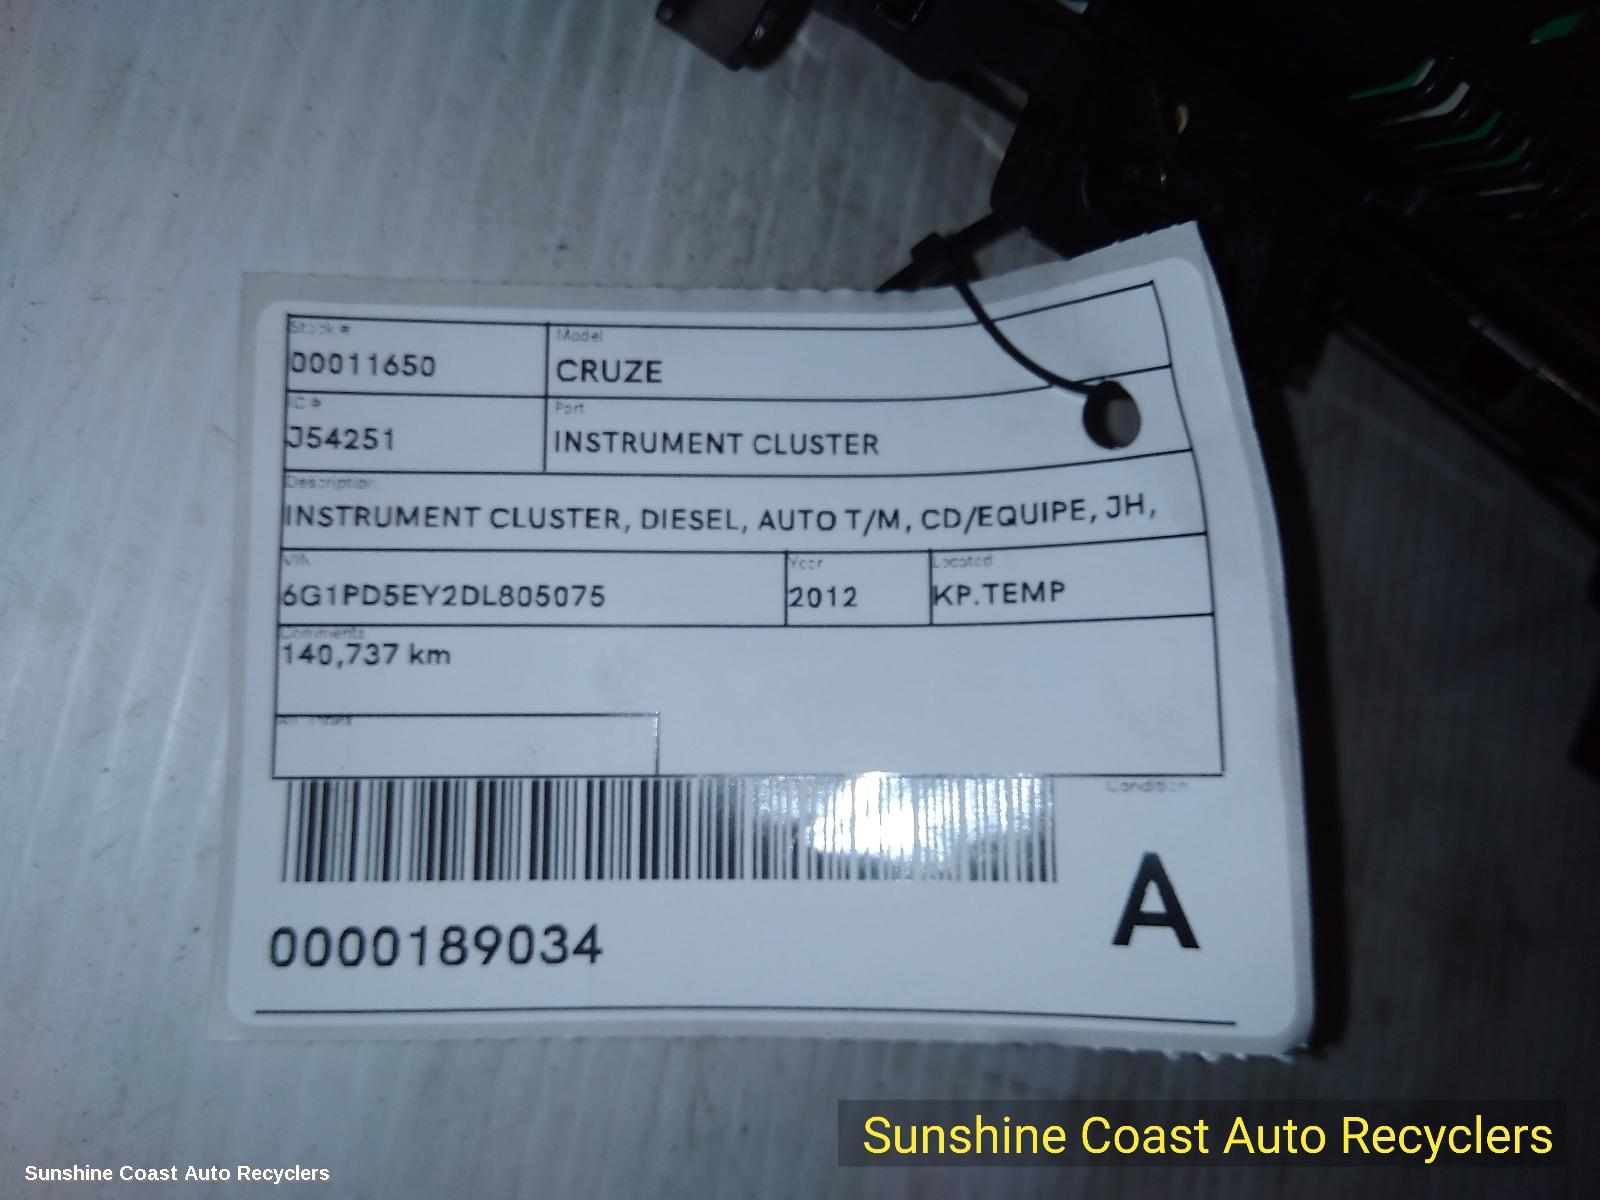 Stock # Model
00011650 CRUZE
IC # Part
J54251 INSTRUMENT CLUSTER
Description
INSTRUMENT CLUSTER, DIESEL, AUTO T/M, CD/EQUIPE, JH,
VIN Year Located
6G1PD5EY2DL805075 2012 KP.TEMP
Comments
140,737 km
Condition
A
0000189034
Sunshine Coast Auto Recyclers
Sunshine Coast Auto Recyclers